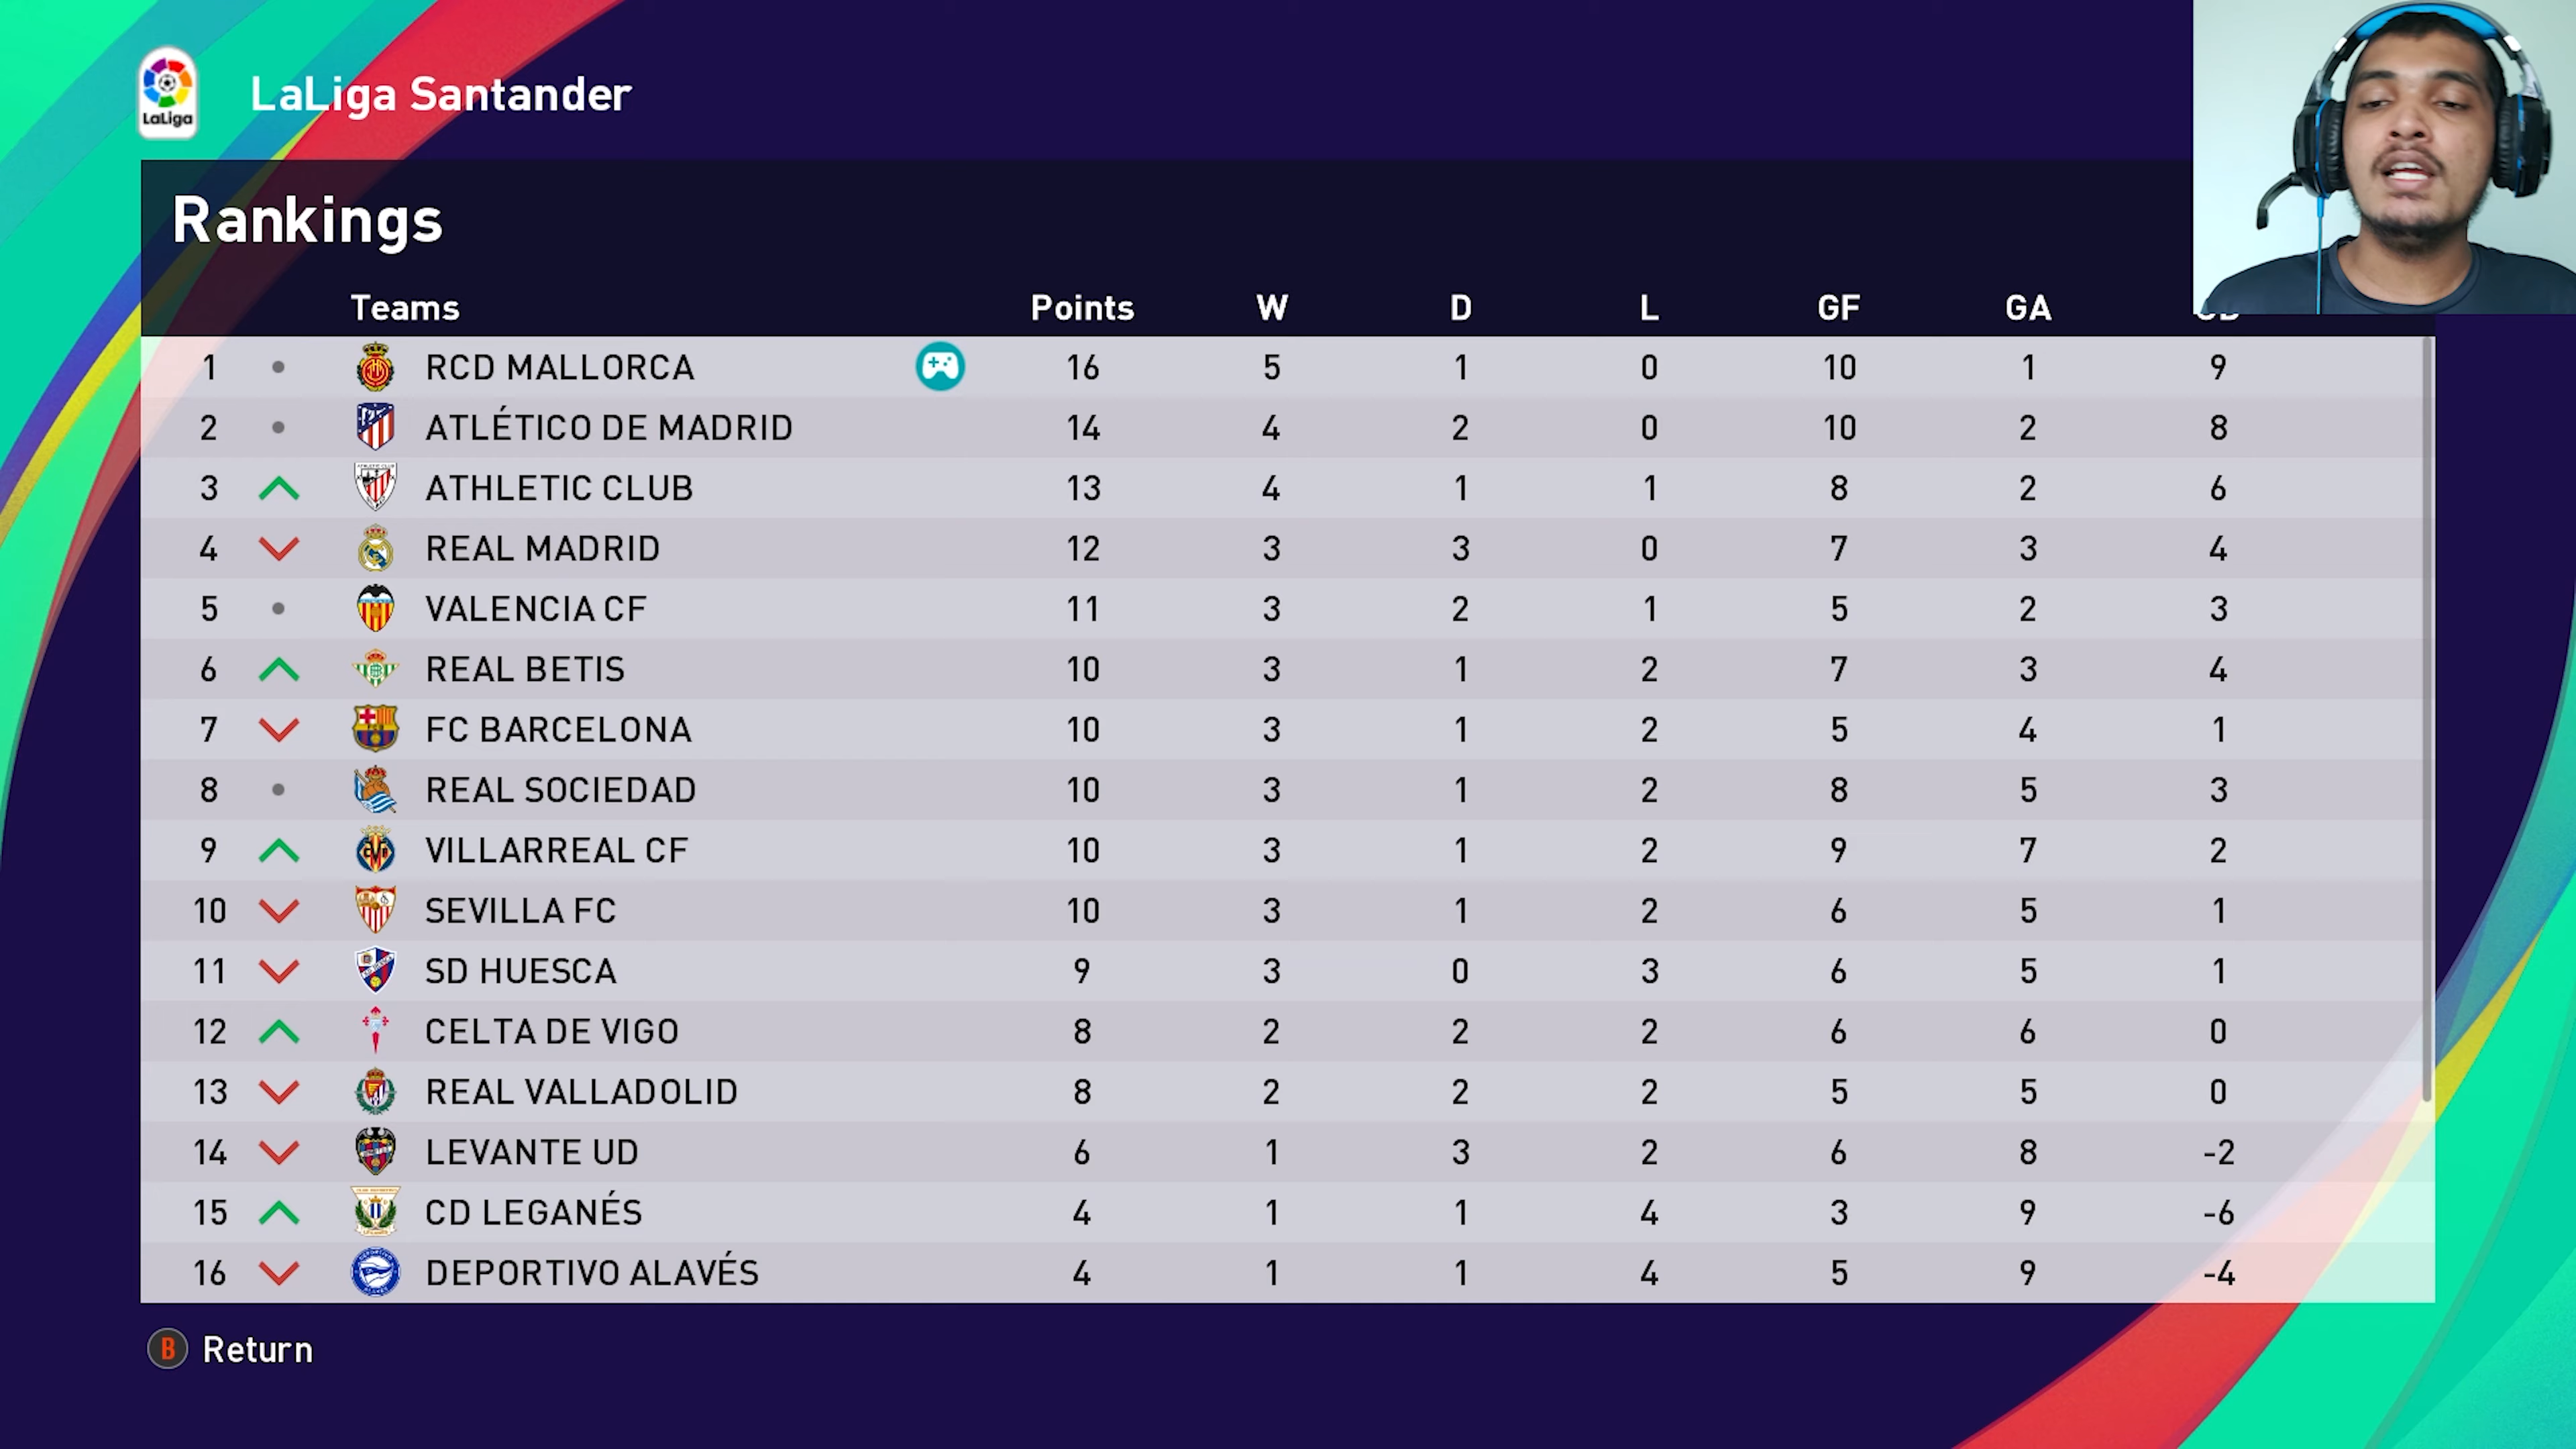 LaLiga
LaLiga Santander
Rankings
Teams Points W D L GF GA
1 RCD MALLORCA 16 5 1 0 10 1 9
2 ATLÉTICO DE MADRID 14 4 2 0 10 2 8
3 ATHLETIC CLUB 13 4 1 1 8 2 6
4 REAL MADRID 12 3 3 0 7 3 4
5 VALENCIA CF 11 3 2 1 5 2 3
6 REAL BETIS 10 3 1 2 7 3 4
7 FC BARCELONA 10 3 1 2 5 4 1
8 REAL SOCIEDAD 10 3 1 2 8 5 3
9 VILLARREAL CF 10 3 1 2 9 7 2
10 SEVILLA FC 10 3 1 2 6 5 1
11 SD HUESCA 9 3 0 3 6 5 1
12 CELTA DE VIGO 8 2 2 2 6 6 0
13 REAL VALLADOLID 8 2 2 2 5 5 0
14 LEVANTE UD 6 1 3 2 6 8 -2
15 CD LEGANÉS 4 1 1 4 3 9 -6
16 DEPORTIVO ALAVÉS 4 1 1 4 5 9 -4
B Return